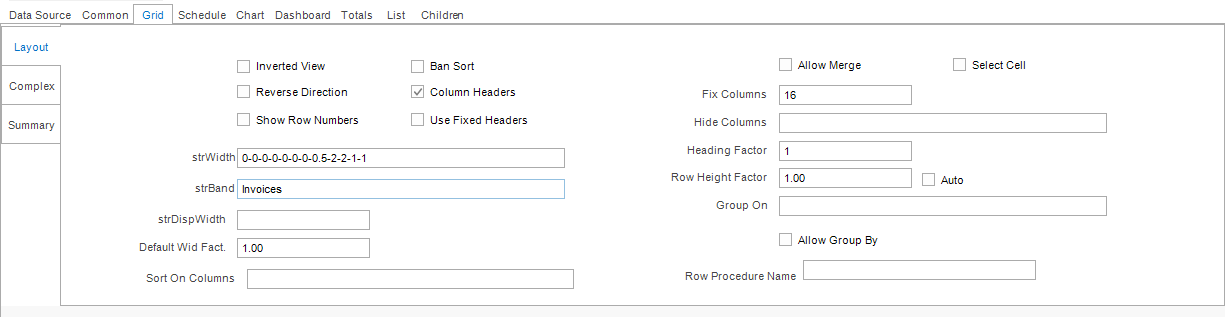 Data Source Common Grid Schedule Chart Dashboard Totals List Children
Layout
Complex
Summary
Inverted View Ban Sort
Reverse Direction Column Headers
Show Row Numbers Use Fixed Headers
strWidth 0-0-0-0-0-0-0-0.5-2-2-1-1
strBand Invoices
strDispWidth
Default Wid Fact. 1.00
Sort On Columns
Allow Merge Select Cell
Fix Columns 16
Hide Columns
Heading Factor 1
Row Height Factor 1.00 Auto
Group On
Allow Group By
Row Procedure Name